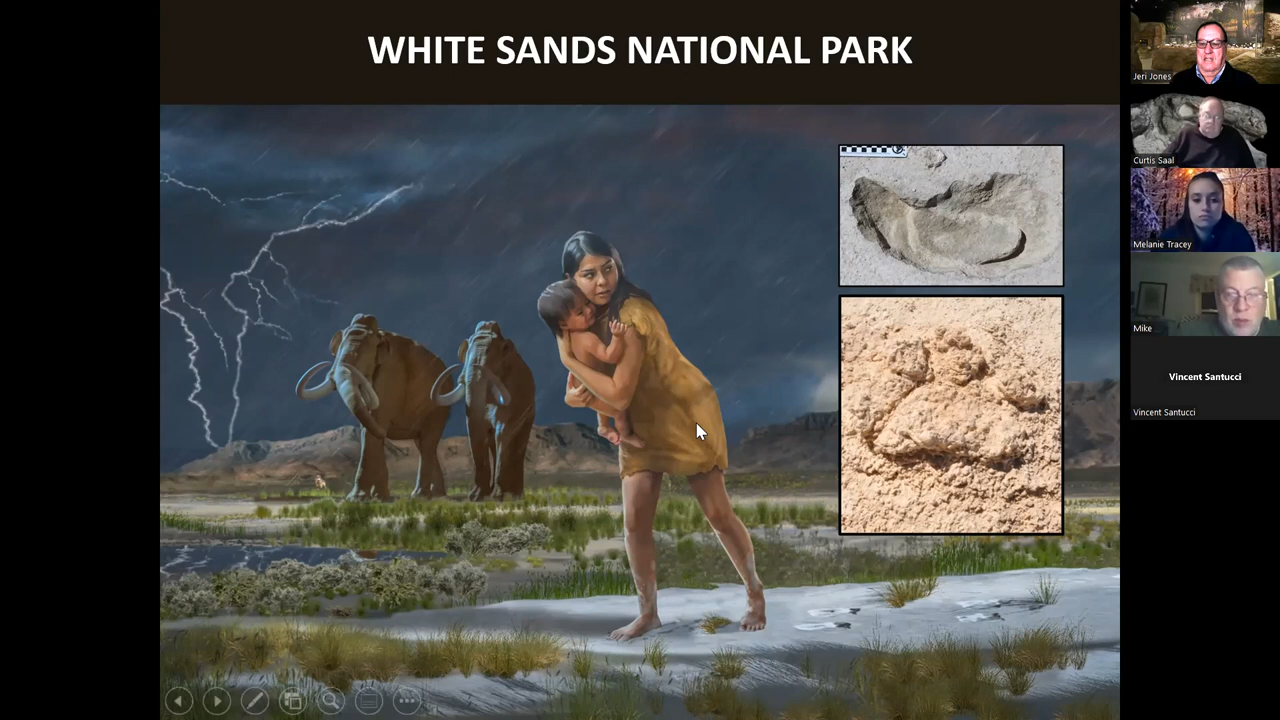 WHITE SANDS NATIONAL PARK
Jeri Jones
Curtis Saal
Melanie Tracey
Mike
Vincent Santucci
Vincent Santucci